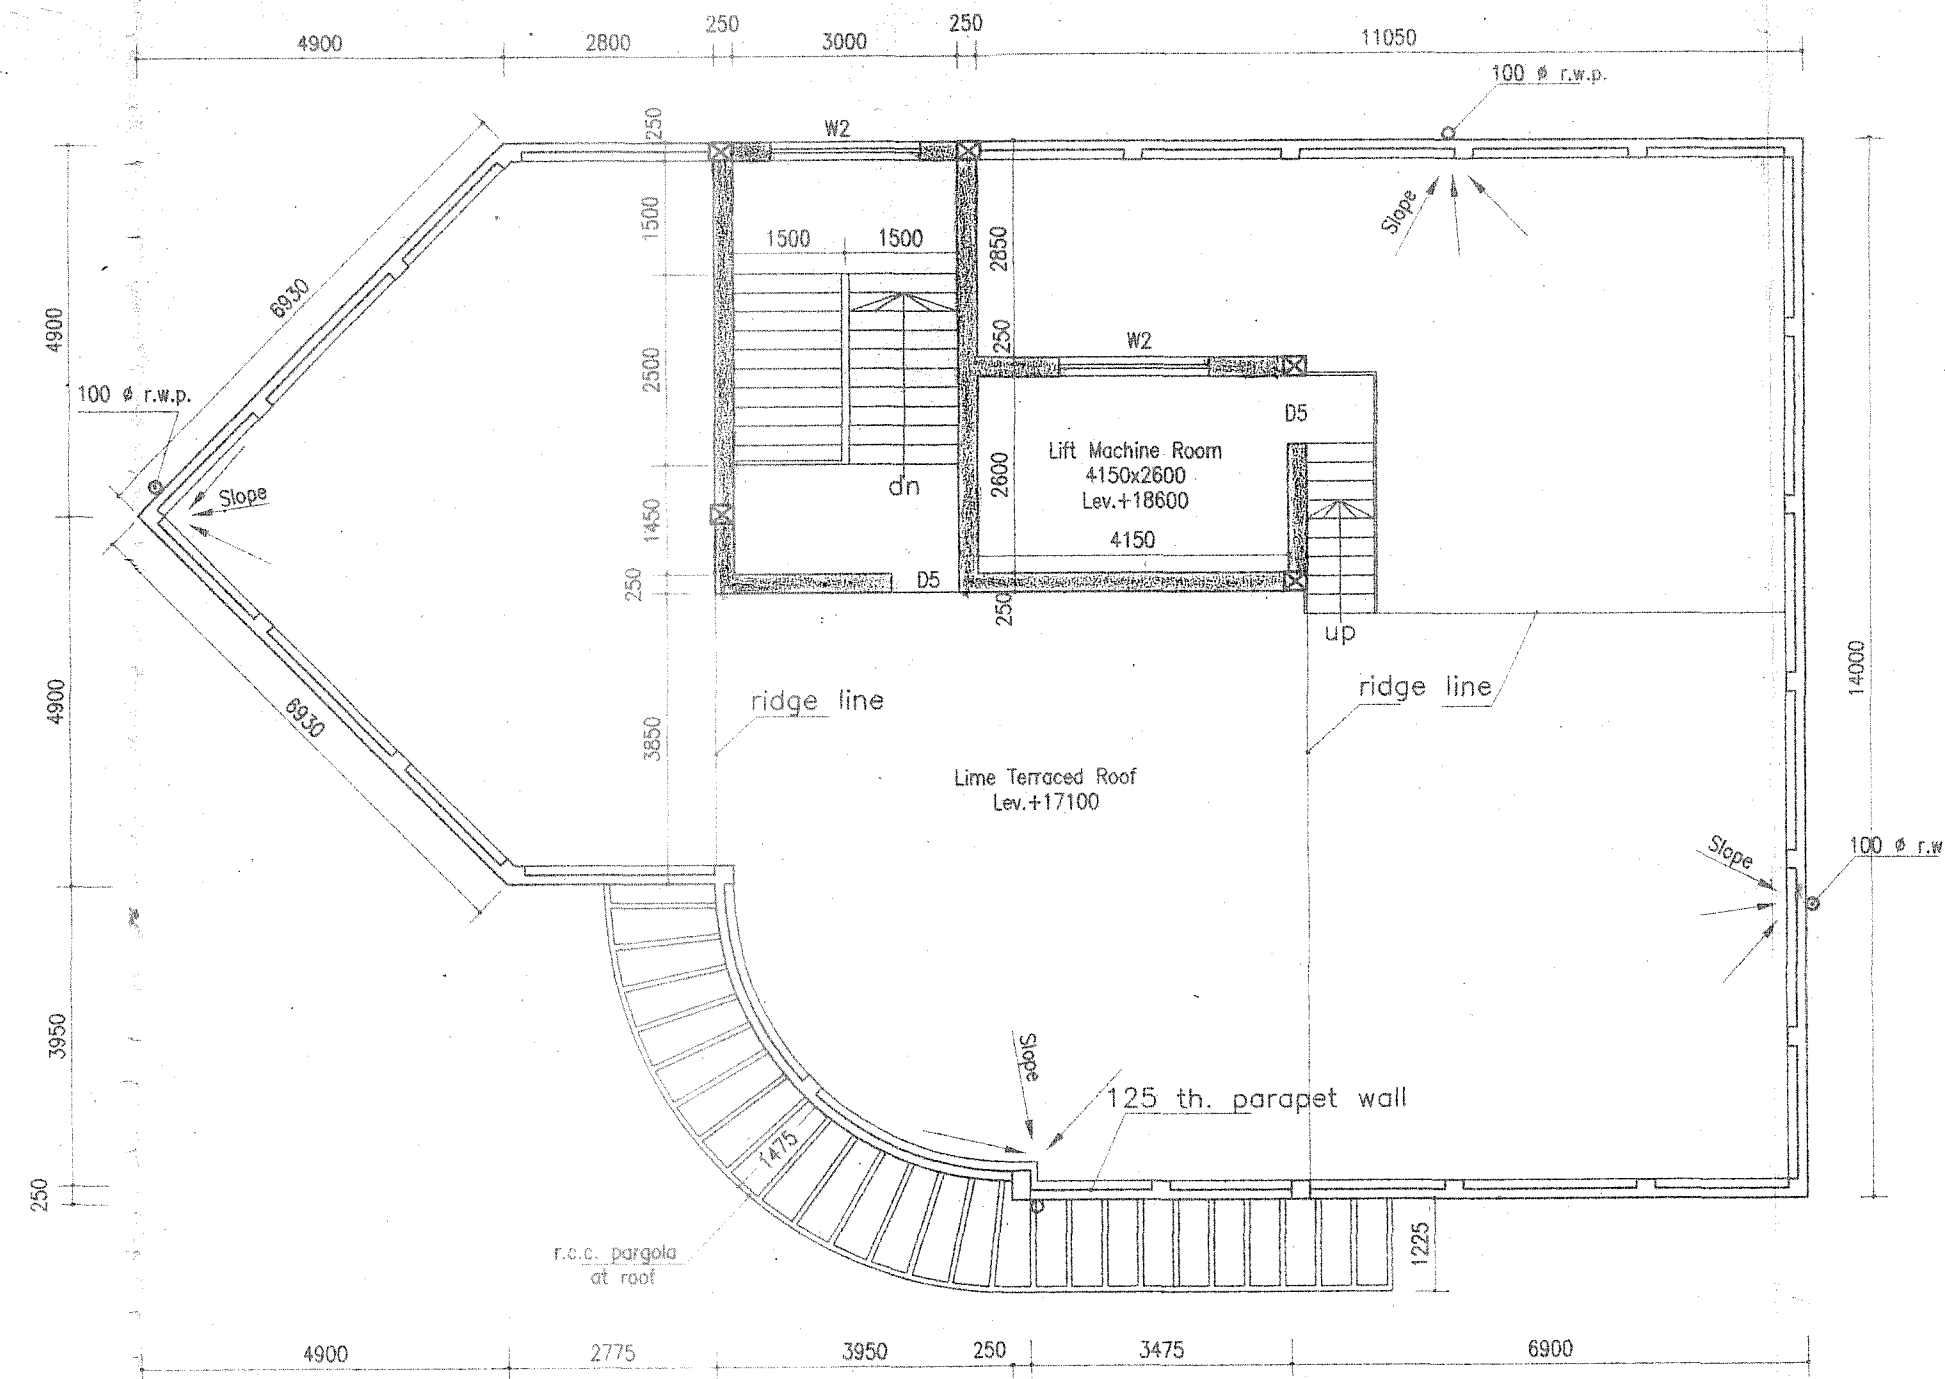 250
250
4900
2800
3000
11050
100 ø r.w.p.
250
W2
Slope
1500
1500
1500
2850
6930
4900
250
W2
2500
100 ø r.w.p.
D5
Lift Machine Room
4150x2600
Lev.+18600
2600
dn
Slope
1450
4150
D5
250
250
up
14000
ridge line
ridge line
4900
6930
3850
Lime Terraced Roof
Lev.+17100
Slope
100 ø r.w
3950
Slope
125 th. parapet wall
1475
250
1225
r.c.c. pargola
at roof
4900
2775
3950
250
3475
6900